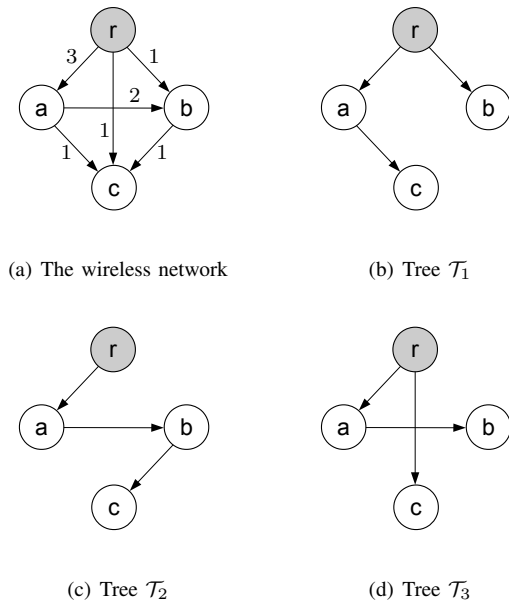 r
3
1
a
2
b
1
1
1
c
(a) The wireless network
r
a
b
c
(b) Tree 𝒯1
r
a
b
c
(c) Tree 𝒯2
r
a
b
c
(d) Tree 𝒯3